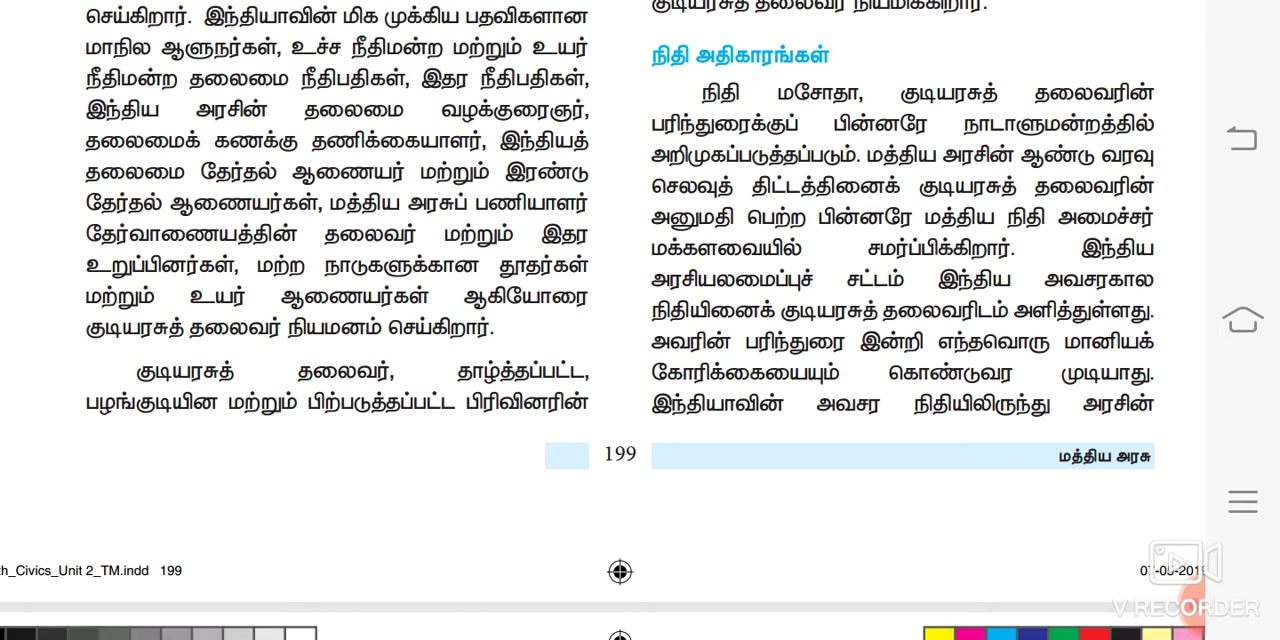 செய்கிறார். இந்தியாவின் மிக முக்கிய பதவிகளான
மாநில ஆளுநர்கள், உச்ச நீதிமன்ற மற்றும் உயர்
நீதிமன்ற தலைமை நீதிபதிகள், இதர நீதிபதிகள்,
இந்திய அரசின் தலைமை வழக்குரைஞர்,
தலைமைக் கணக்கு தணிக்கையாளர், இந்தியத்
தலைமை தேர்தல் ஆணையர் மற்றும் இரண்டு
தேர்தல் ஆணையர்கள், மத்திய அரசுப் பணியாளர்
தேர்வாணையத்தின் தலைவர் மற்றும் இதர
உறுப்பினர்கள், மற்ற நாடுகளுக்கான தூதர்கள்
மற்றும் உயர் ஆணையர்கள் ஆகியோரை
குடியரசுத் தலைவர் நியமனம் செய்கிறார்.
குடியரசுத் தலைவர், தாழ்த்தப்பட்ட,
பழங்குடியின மற்றும் பிற்படுத்தப்பட்ட பிரிவினரின்
குடியரசுத் தலைவர் நியமிக்கிறார்.
நிதி அதிகாரங்கள்
நிதி மசோதா, குடியரசுத் தலைவரின்
பரிந்துரைக்குப் பின்னரே நாடாளுமன்றத்தில்
அறிமுகப்படுத்தப்படும். மத்திய அரசின் ஆண்டு வரவு
செலவுத் திட்டத்தினைக் குடியரசுத் தலைவரின்
அனுமதி பெற்ற பின்னரே மத்திய நிதி அமைச்சர்
மக்களவையில் சமர்ப்பிக்கிறார். இந்திய
அரசியலமைப்புச் சட்டம் இந்திய அவசரகால
நிதியினைக் குடியரசுத் தலைவரிடம் அளித்துள்ளது.
அவரின் பரிந்துரை இன்றி எந்தவொரு மானியக்
கோரிக்கையையும் கொண்டுவர முடியாது.
இந்தியாவின் அவசர நிதியிலிருந்து அரசின்
199
மத்திய அரசு
th_Civics_Unit 2_TM.indd 199
V RECORDER